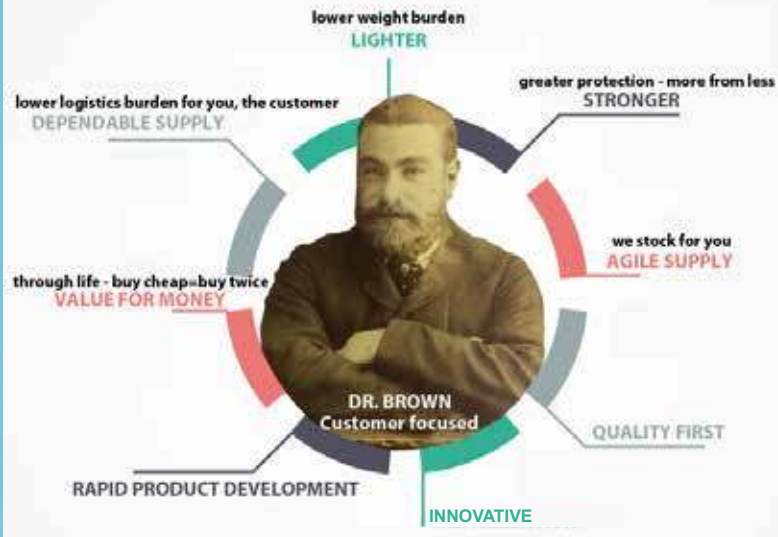 lower weight burden
LIGHTER
greater protection - more from less
STRONGER
lower logistics burden for you, the customer
DEPENDABLE SUPPLY
we stock for you
AGILE SUPPLY
through life - buy cheap=buy twice
VALUE FOR MONEY
DR. BROWN
Customer focused
QUALITY FIRST
RAPID PRODUCT DEVELOPMENT
INNOVATIVE